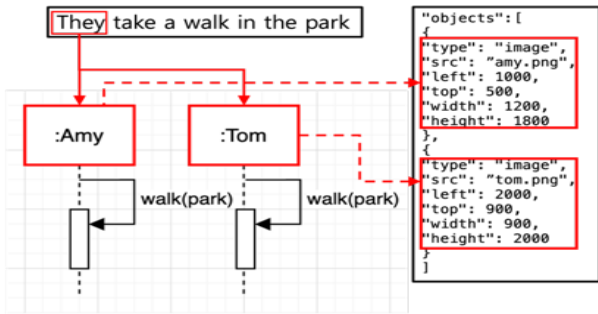 They take a walk in the park
:Amy
:Tom
walk(park)
walk(park)
"objects":[
{
"type": "image",
"src": ”amy.png",
"left": 1000,
"top": 500,
"width": 1200,
"height": 1800
},
{
"type": "image",
"src": ”tom.png",
"left": 2000,
"top": 900,
"width": 900,
"height": 2000
}
]